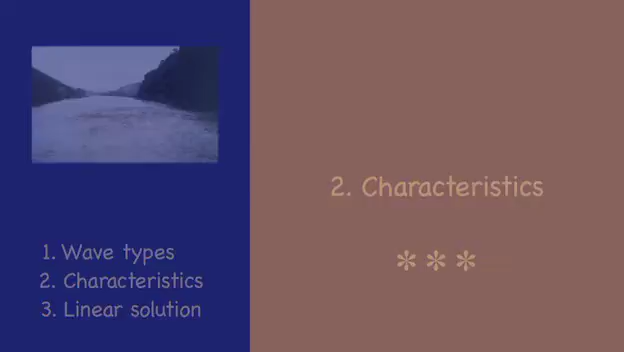 1. Wave types
2. Characteristics
3. Linear solution
2. Characteristics
***